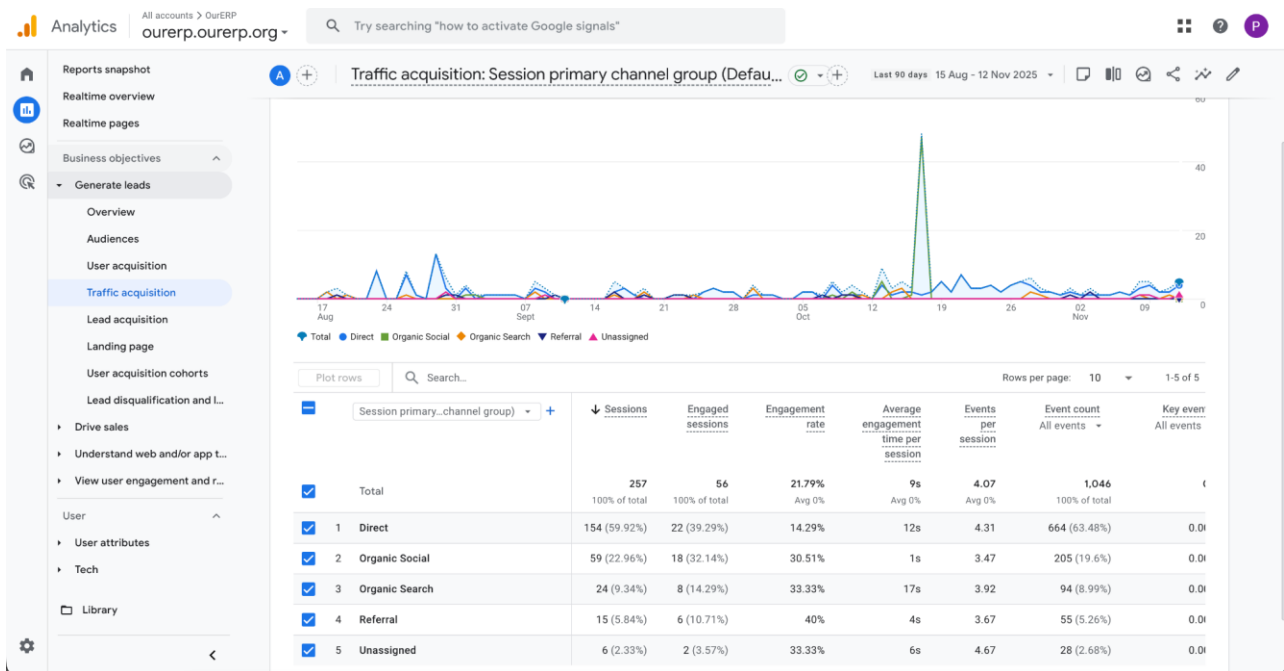 Analytics
All accounts > OurERP
ourerp.ourerp.org
Try searching "how to activate Google signals"
P
Reports snapshot
Realtime overview
Realtime pages
Business objectives
Generate leads
Overview
Audiences
User acquisition
Traffic acquisition
Lead acquisition
Landing page
User acquisition cohorts
Lead disqualification and l...
Drive sales
Understand web and/or app t...
View user engagement and r...
User
User attributes
Tech
Library
A
Traffic acquisition: Session primary channel group (Defau...
Last 90 days 15 Aug - 12 Nov 2025
60
40
20
0
17 24 31 07 14 21 28 05 12 19 26 02 09
Aug Sept Oct Nov
Total Direct Organic Social Organic Search Referral Unassigned
Plot rows Search... Rows per page: 10 1-5 of 5
Session primary...channel group) +
Sessions
Engaged sessions
Engagement rate
Average engagement time per session
Events per session
Event count
All events
Key even
All events
Total 257 56 21.79% 9s 4.07 1,046
100% of total 100% of total Avg 0% Avg 0% Avg 0% 100% of total
1 Direct 154 (59.92%) 22 (39.29%) 14.29% 12s 4.31 664 (63.48%) 0.0
2 Organic Social 59 (22.96%) 18 (32.14%) 30.51% 1s 3.47 205 (19.6%) 0.0
3 Organic Search 24 (9.34%) 8 (14.29%) 33.33% 17s 3.92 94 (8.99%) 0.0
4 Referral 15 (5.84%) 6 (10.71%) 40% 4s 3.67 55 (5.26%) 0.0
5 Unassigned 6 (2.33%) 2 (3.57%) 33.33% 6s 4.67 28 (2.68%) 0.0